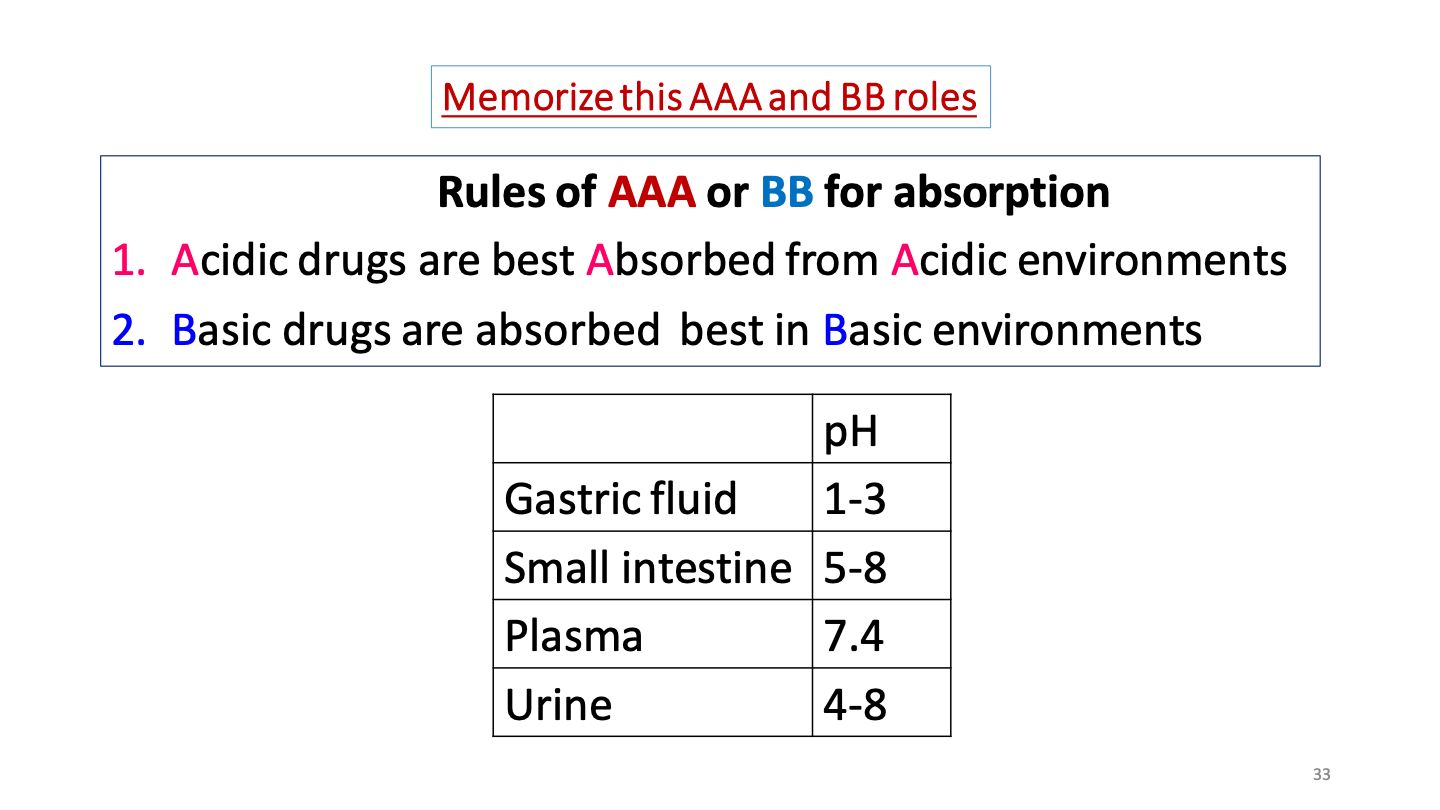 Memorize this AAA and BB roles
Rules of AAA or BB for absorption
1. Acidic drugs are best Absorbed from Acidic environments
2. Basic drugs are absorbed best in Basic environments
pH
Gastric fluid 1-3
Small intestine 5-8
Plasma 7.4
Urine 4-8
33